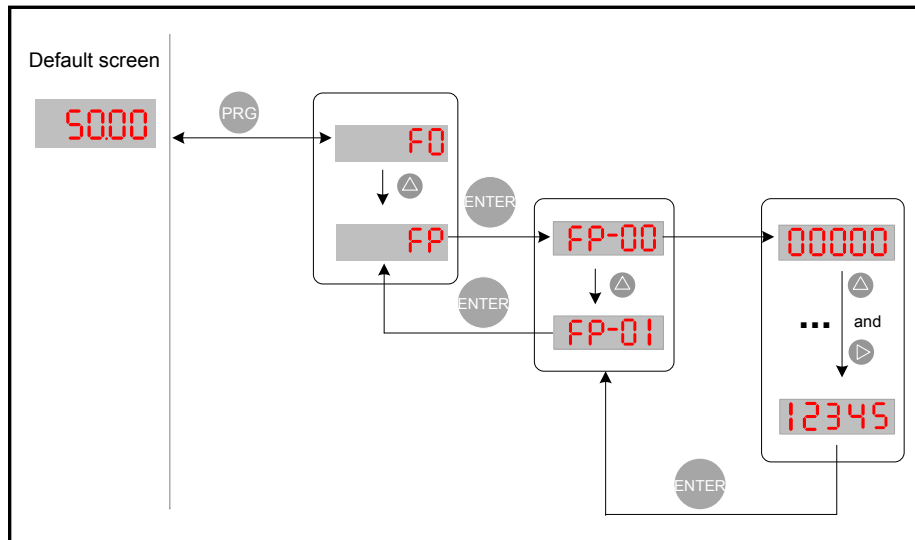 Default screen
50.00
PRG
F0
FP
ENTER
FP-00
00000
ENTER
FP-01
... and
12345
ENTER